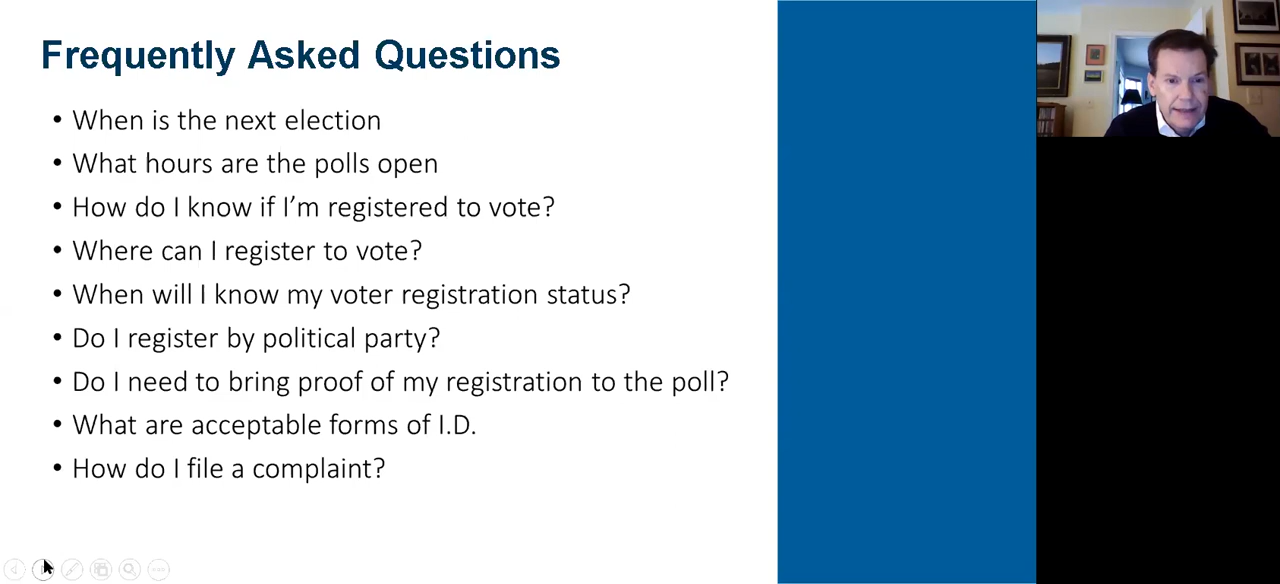 Frequently Asked Questions
• When is the next election
• What hours are the polls open
• How do I know if I’m registered to vote?
• Where can I register to vote?
• When will I know my voter registration status?
• Do I register by political party?
• Do I need to bring proof of my registration to the poll?
• What are acceptable forms of I.D.
• How do I file a complaint?